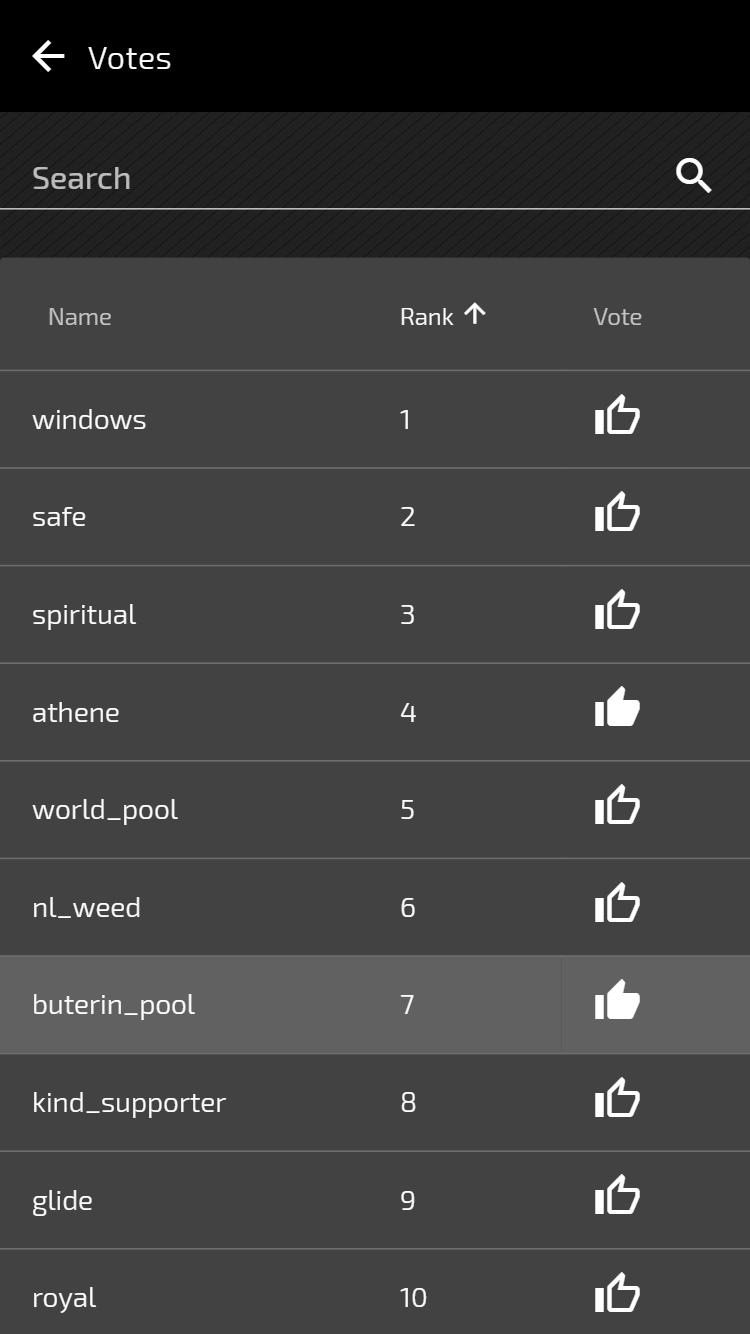 Votes
Search
Name Rank Vote
windows 1
safe 2
spiritual 3
athene 4
world_pool 5
nl_weed 6
buterin_pool 7
kind_supporter 8
glide 9
royal 10